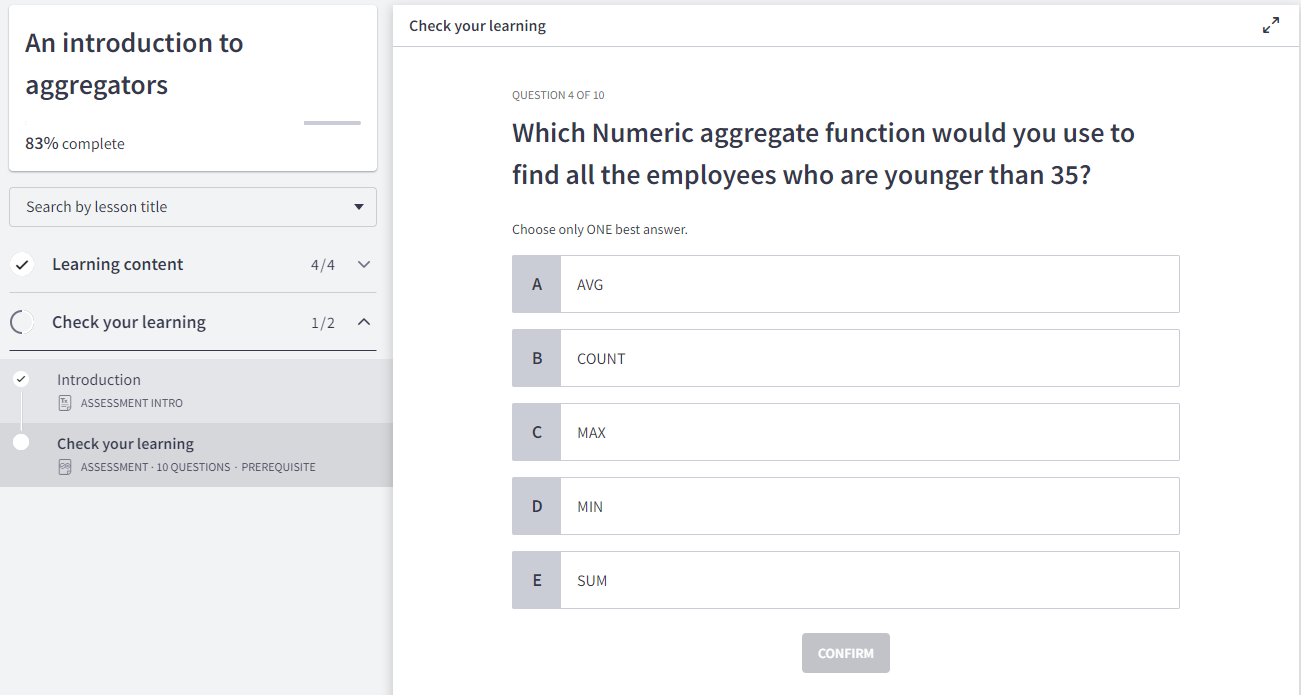 An introduction to
aggregators
83% complete
Search by lesson title
Learning content 4/4
Check your learning 1/2
Introduction
ASSESSMENT INTRO
Check your learning
ASSESSMENT · 10 QUESTIONS · PREREQUISITE
Check your learning
QUESTION 4 OF 10
Which Numeric aggregate function would you use to
find all the employees who are younger than 35?
Choose only ONE best answer.
A AVG
B COUNT
C MAX
D MIN
E SUM
CONFIRM